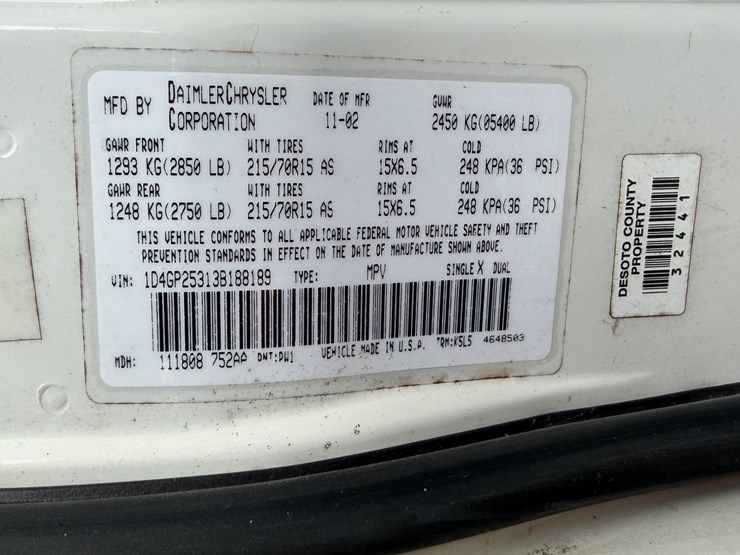 MFD BY DAIMLERCHRYSLER CORPORATION
DATE OF MFR 11-02
GVWR 2450 KG(05400 LB)
GAWR FRONT WITH TIRES RIMS AT COLD
1293 KG(2850 LB) 215/70R15 AS 15X6.5 248 KPA(36 PSI)
GAWR REAR WITH TIRES RIMS AT COLD
1248 KG(2750 LB) 215/70R15 AS 15X6.5 248 KPA(36 PSI)
THIS VEHICLE CONFORMS TO ALL APPLICABLE FEDERAL MOTOR VEHICLE SAFETY AND THEFT
PREVENTION STANDARDS IN EFFECT ON THE DATE OF MANUFACTURE SHOWN ABOVE.
VIN: 1D4GP25313B188189 TYPE: MPV SINGLE X DUAL
MDH: 111808 752AA PNT:PW1 VEHICLE MADE IN U.S.A. TRM:K5L5 4648503
DESOTO COUNTY
PROPERTY
32441